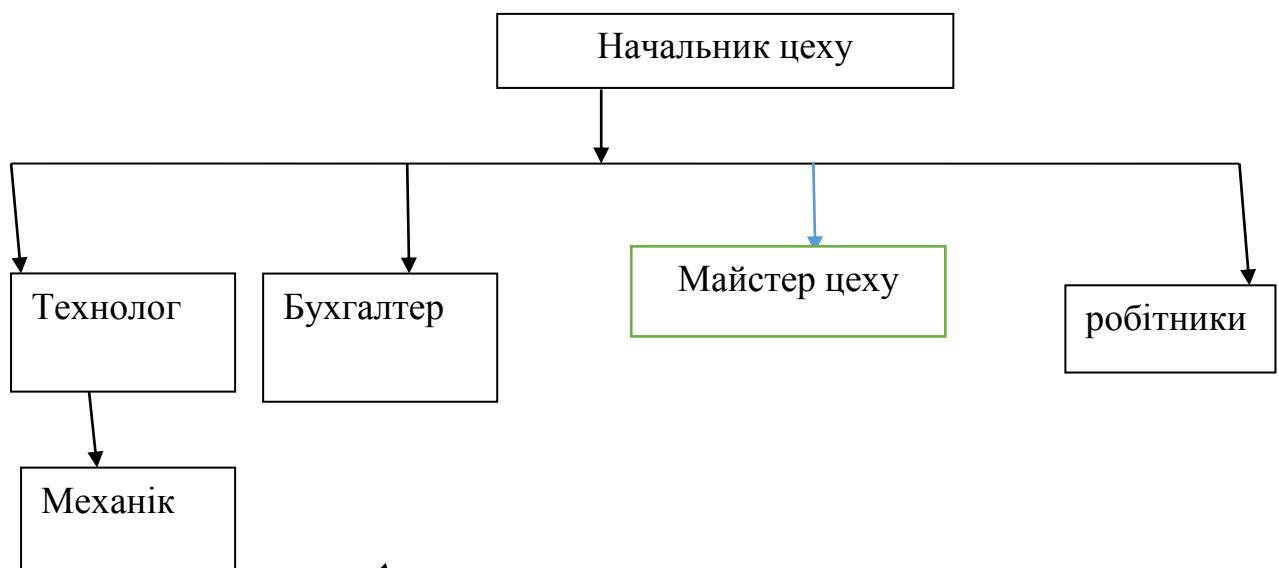 Начальник цеху
Технолог
Бухгалтер
Майстер цеху
робітники
Механік